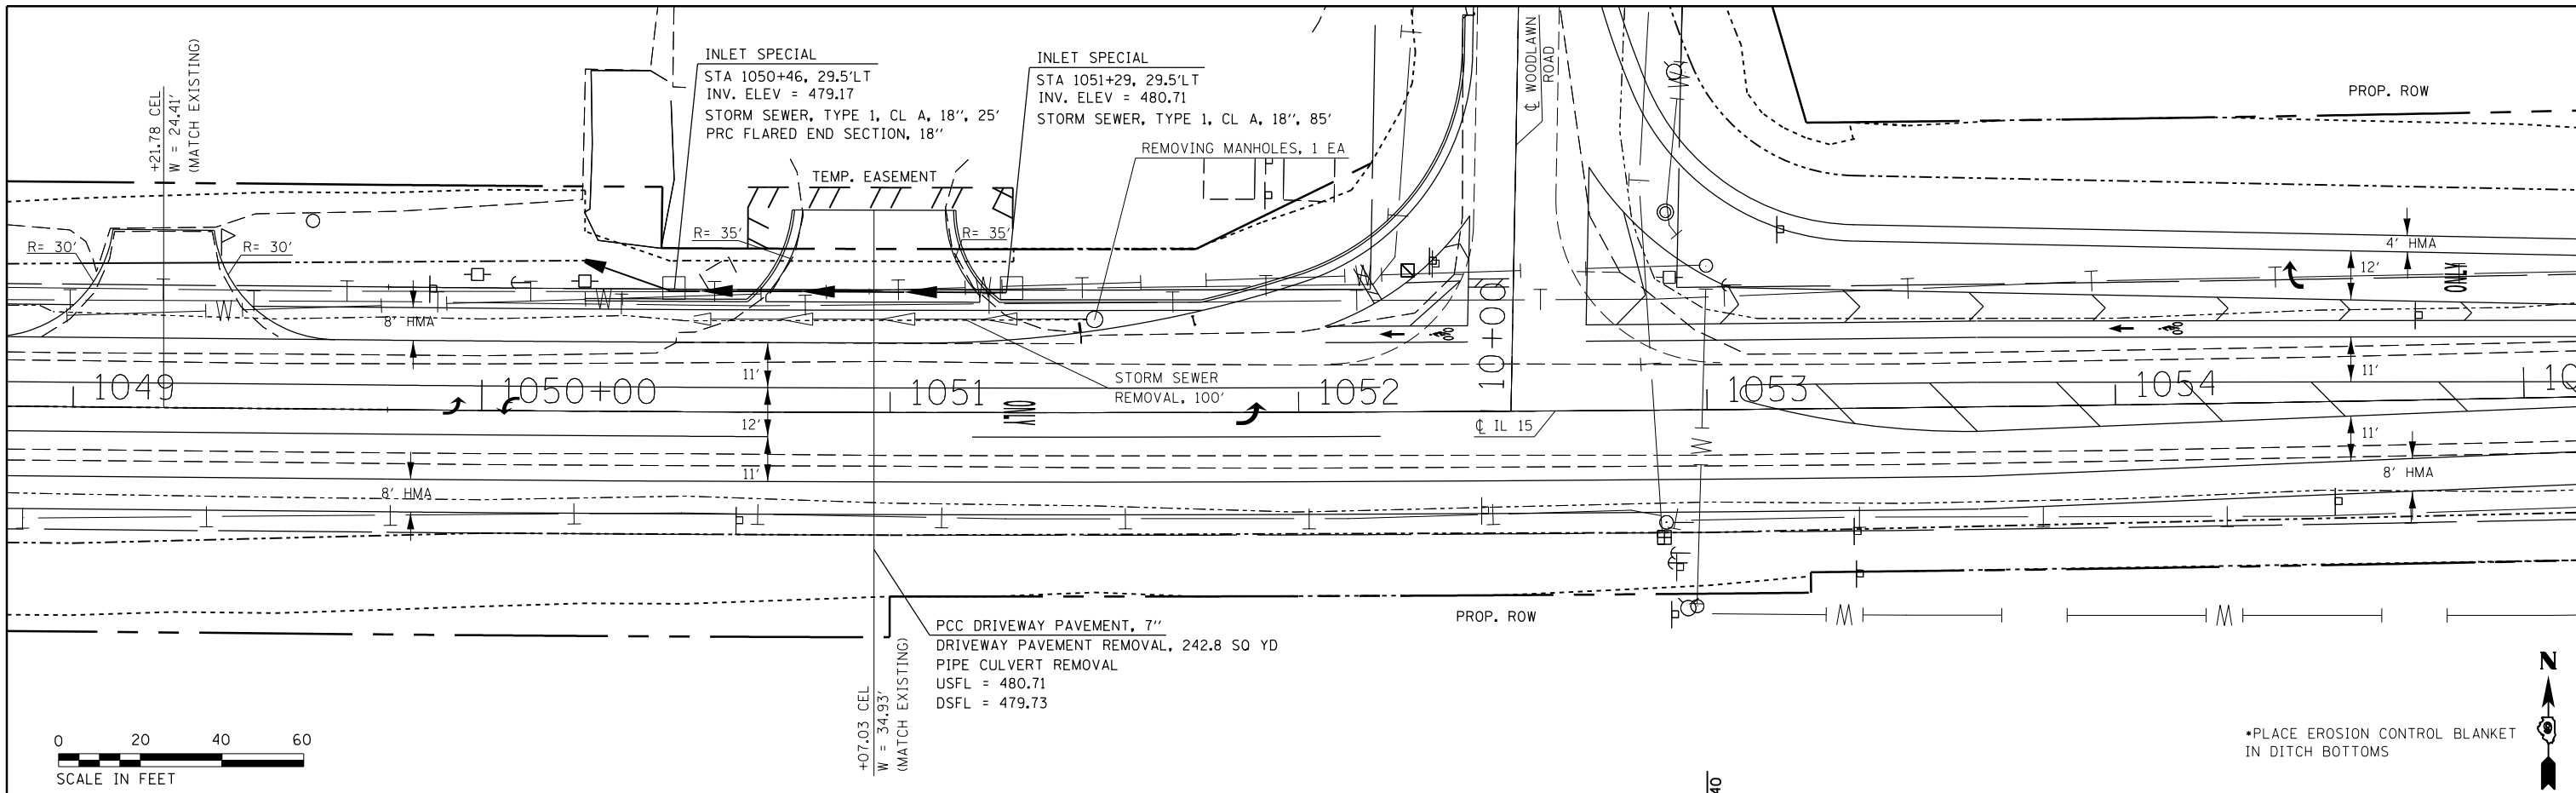 INLET SPECIAL
STA 1050+46, 29.5'LT
INV. ELEV = 479.17
STORM SEWER, TYPE 1, CL A, 18", 25'
PRC FLARED END SECTION, 18"
INLET SPECIAL
STA 1051+29, 29.5'LT
INV. ELEV = 480.71
STORM SEWER, TYPE 1, CL A, 18", 85'
REMOVING MANHOLES, 1 EA
℄ WOODLAWN
ROAD
PROP. ROW
+21.78 CEL
W = 24.41'
(MATCH EXISTING)
TEMP. EASEMENT
R= 30'
R= 30'
R= 35'
R= 35'
4' HMA
12'
ONLY
8' HMA
10+00
11'
STORM SEWER
REMOVAL, 100'
11'
1049
1050+00
1051
1052
1053
1054
ONLY
12'
℄ IL 15
11'
11'
8' HMA
8' HMA
PROP. ROW
PCC DRIVEWAY PAVEMENT, 7"
DRIVEWAY PAVEMENT REMOVAL, 242.8 SQ YD
PIPE CULVERT REMOVAL
USFL = 480.71
DSFL = 479.73
+07.03 CEL
W = 34.93'
(MATCH EXISTING)
0 20 40 60
SCALE IN FEET
N
9
*PLACE EROSION CONTROL BLANKET
IN DITCH BOTTOMS
40